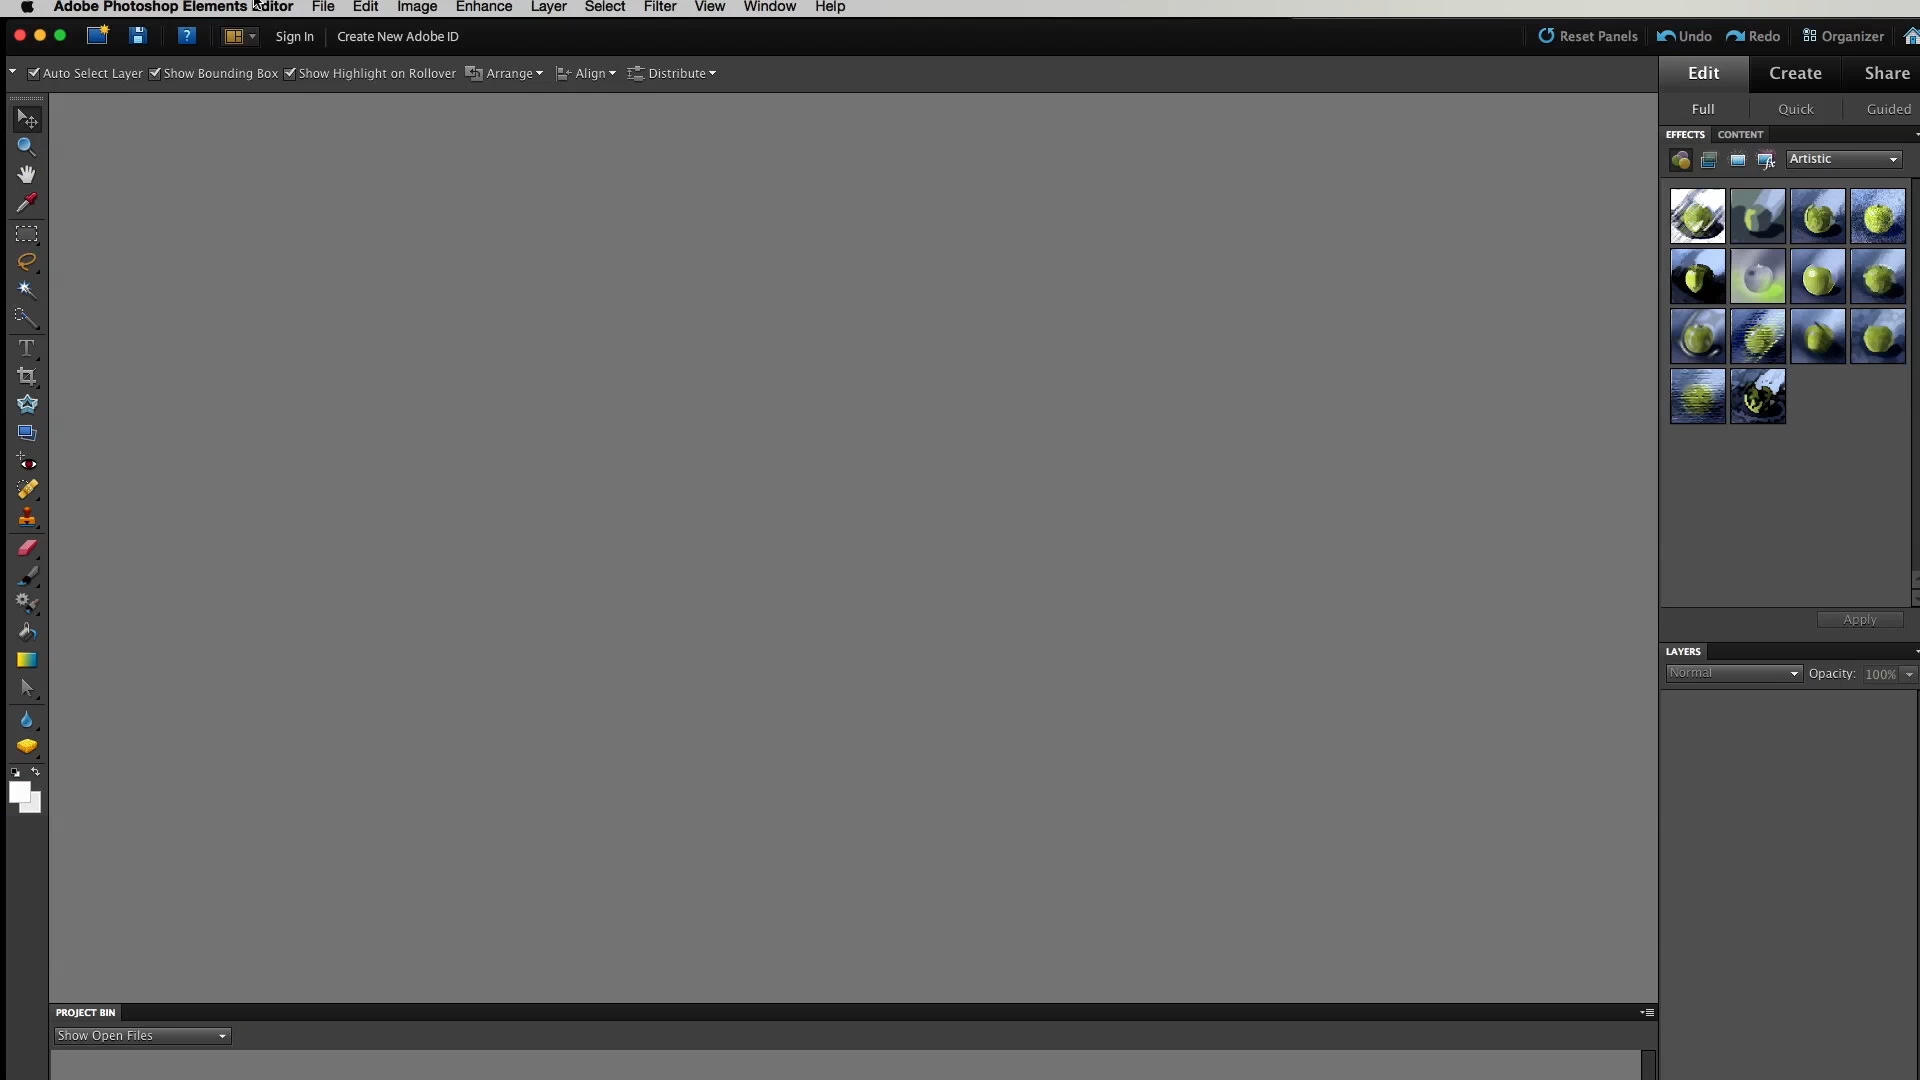 Adobe Photoshop Elements Editor File Edit Image Enhance Layer Select Filter View Window Help
Sign In Create New Adobe ID Reset Panels Undo Redo Organizer
Auto Select Layer Show Bounding Box Show Highlight on Rollover Arrange Align Distribute
Edit Create Share
Full Quick Guided
EFFECTS CONTENT
Artistic
Apply
LAYERS
Normal Opacity: 100%
PROJECT BIN
Show Open Files